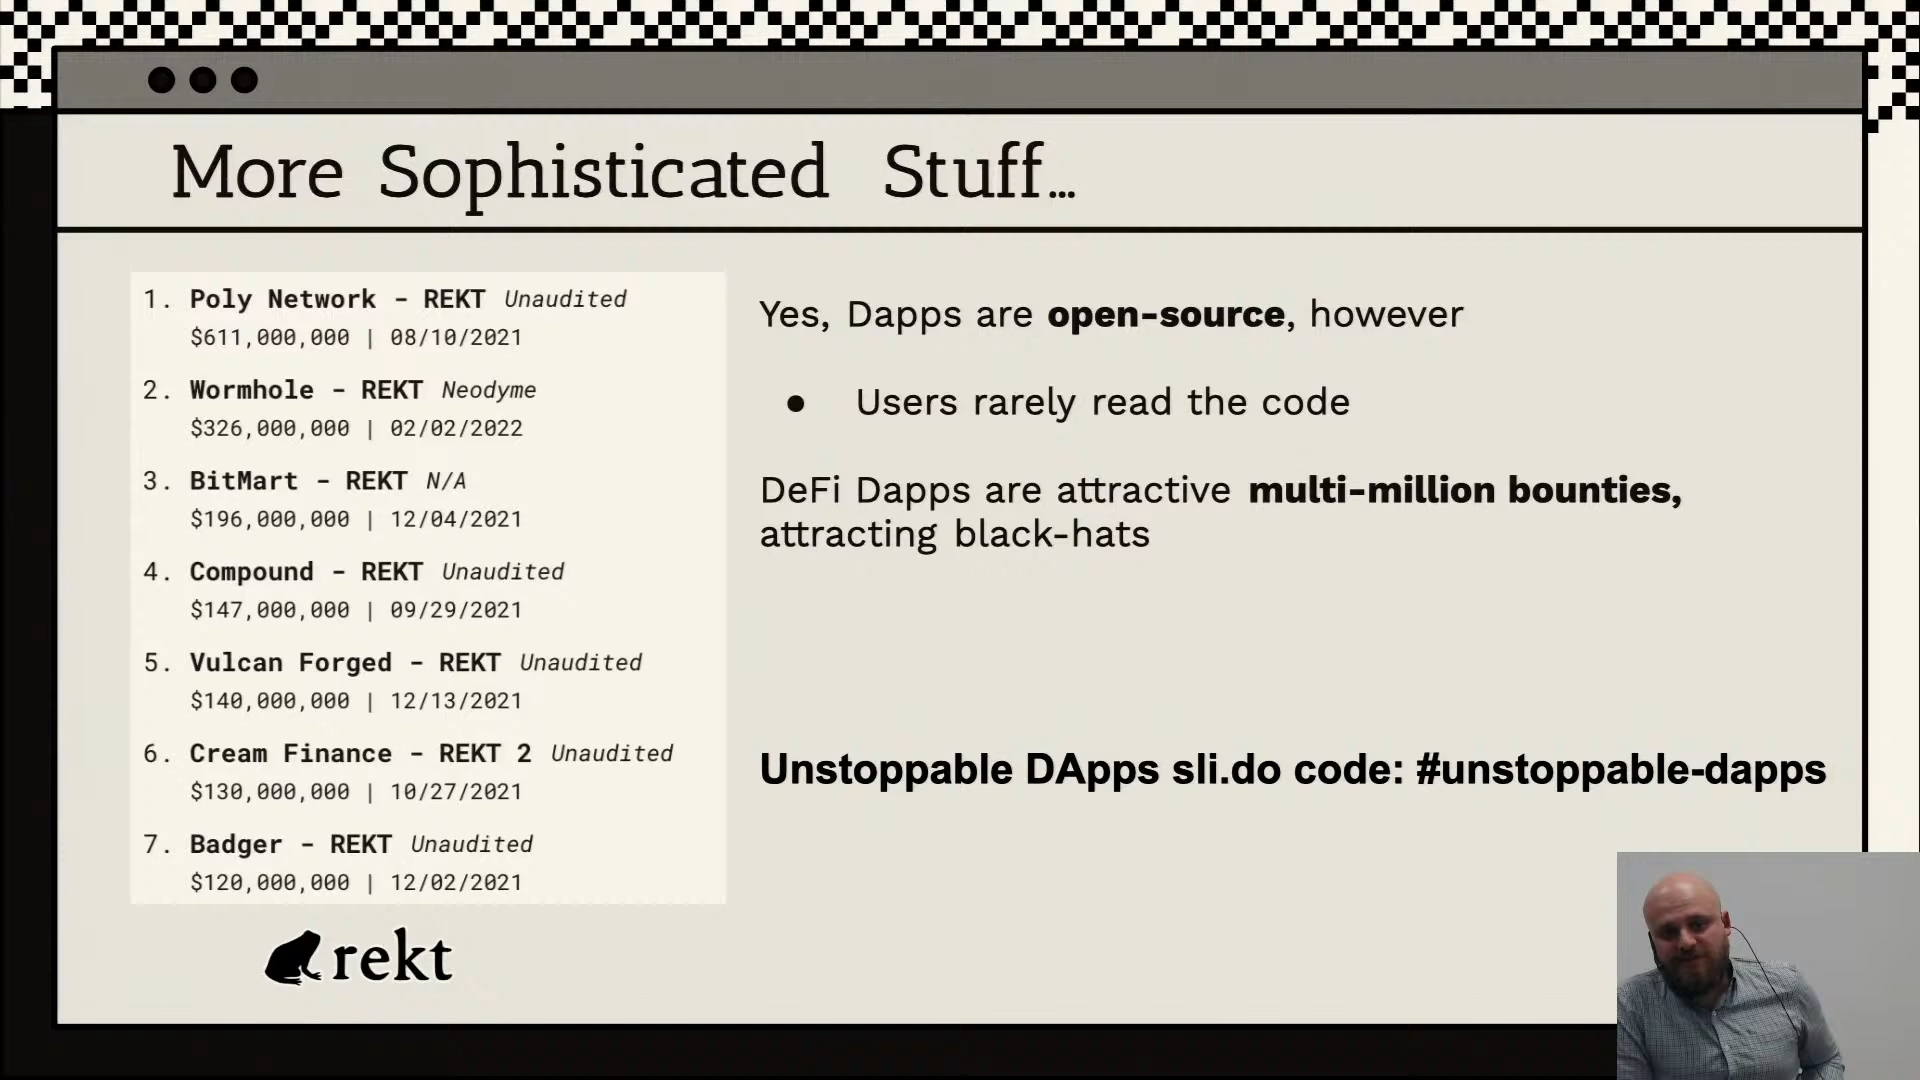 More Sophisticated Stuff...
1. Poly Network - REKT Unaudited
$611,000,000 | 08/10/2021
2. Wormhole - REKT Neodyme
$326,000,000 | 02/02/2022
3. BitMart - REKT N/A
$196,000,000 | 12/04/2021
4. Compound - REKT Unaudited
$147,000,000 | 09/29/2021
5. Vulcan Forged - REKT Unaudited
$140,000,000 | 12/13/2021
6. Cream Finance - REKT 2 Unaudited
$130,000,000 | 10/27/2021
7. Badger - REKT Unaudited
$120,000,000 | 12/02/2021
rekt
Yes, Dapps are open-source, however
● Users rarely read the code
DeFi Dapps are attractive multi-million bounties,
attracting black-hats
Unstoppable DApps sli.do code: #unstoppable-dapps